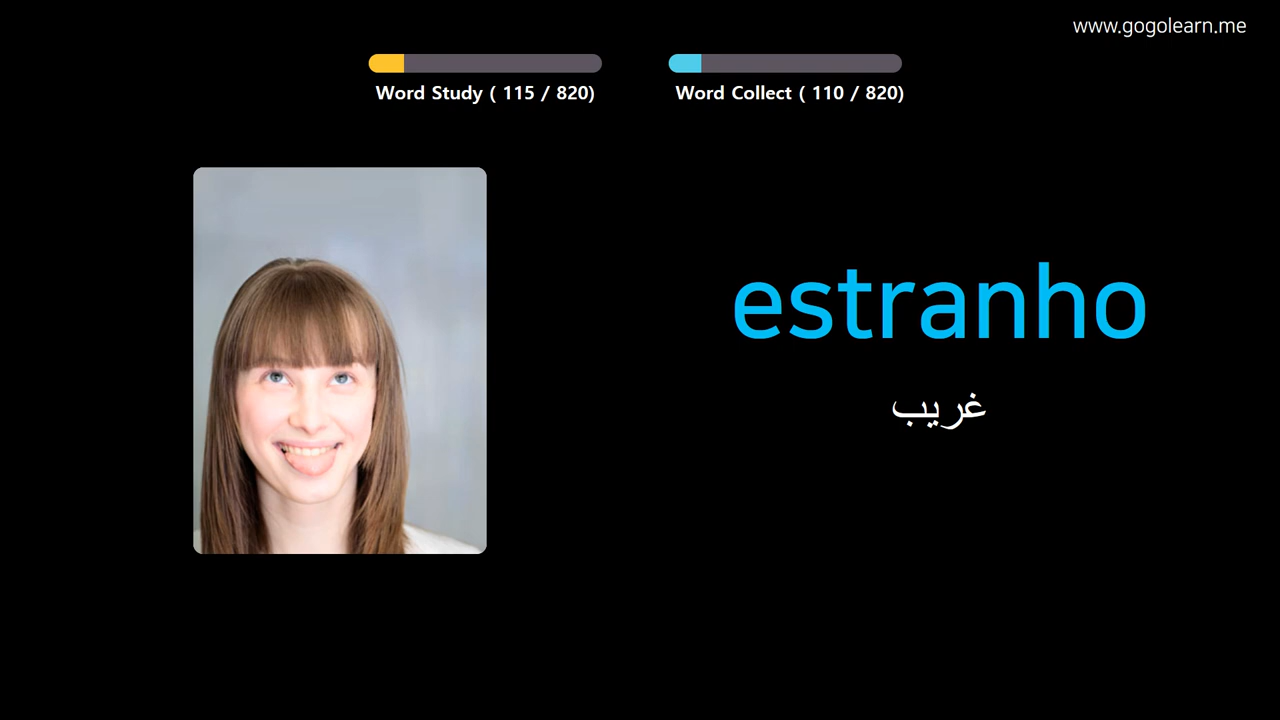 www.gogolearn.me
Word Study ( 115 / 820)
Word Collect ( 110 / 820)
estranho
غريب